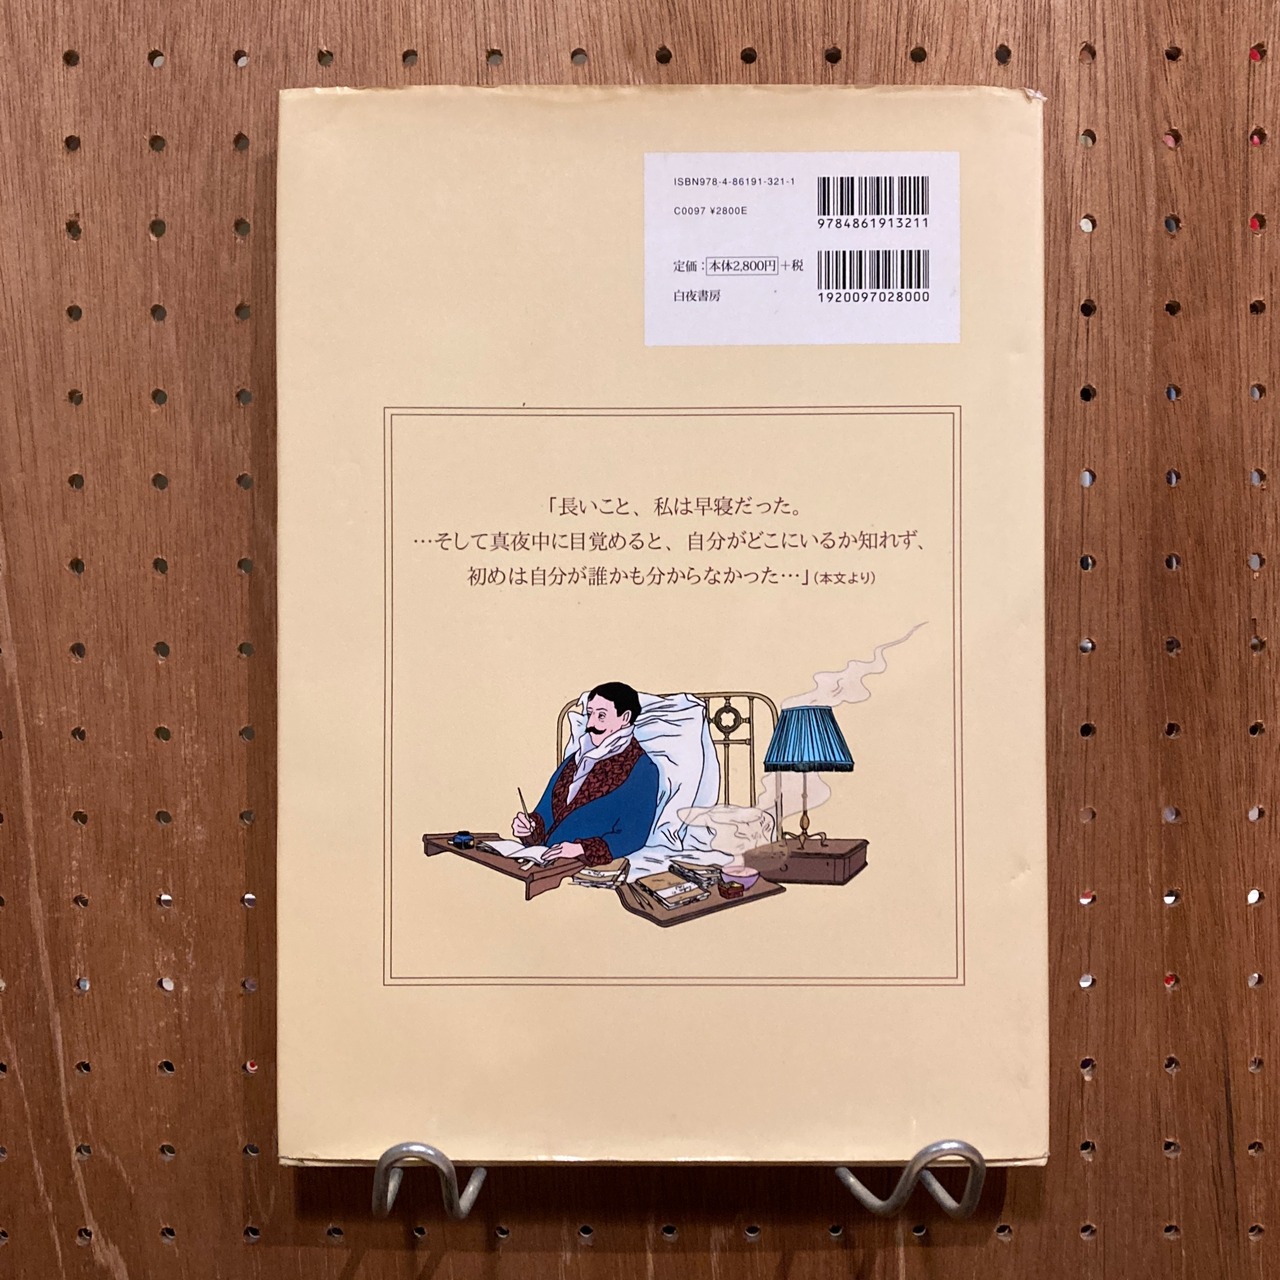 ISBN978-4-86191-321-1
C0097 ¥2800E
9784861913211
定価：本体2,800円＋税
白夜書房
1920097028000
「長いこと、私は早寝だった。
…そして真夜中に目覚めると、自分がどこにいるか知れず、
初めは自分が誰かも分からなかった…」（本文より）